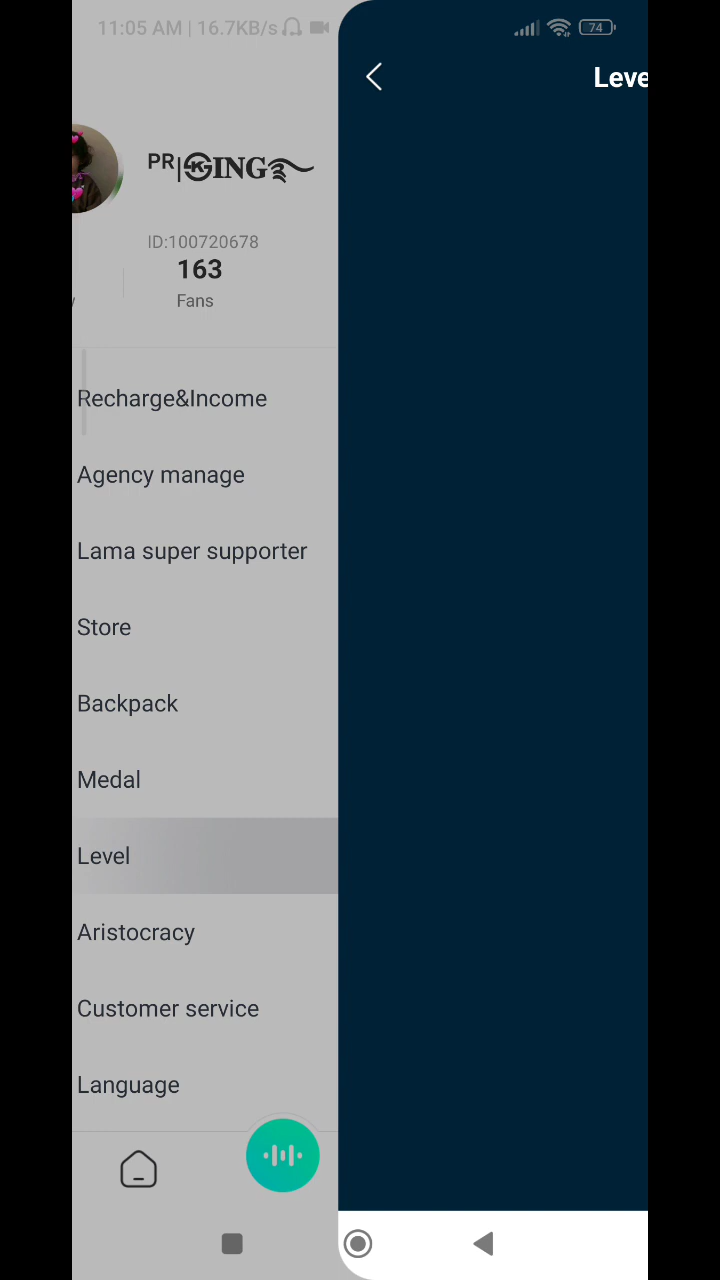 11:05 AM | 16.7KB/s
74
Leve
PR|KING
ID:100720678
163
Fans
Recharge&Income
Agency manage
Lama super supporter
Store
Backpack
Medal
Level
Aristocracy
Customer service
Language